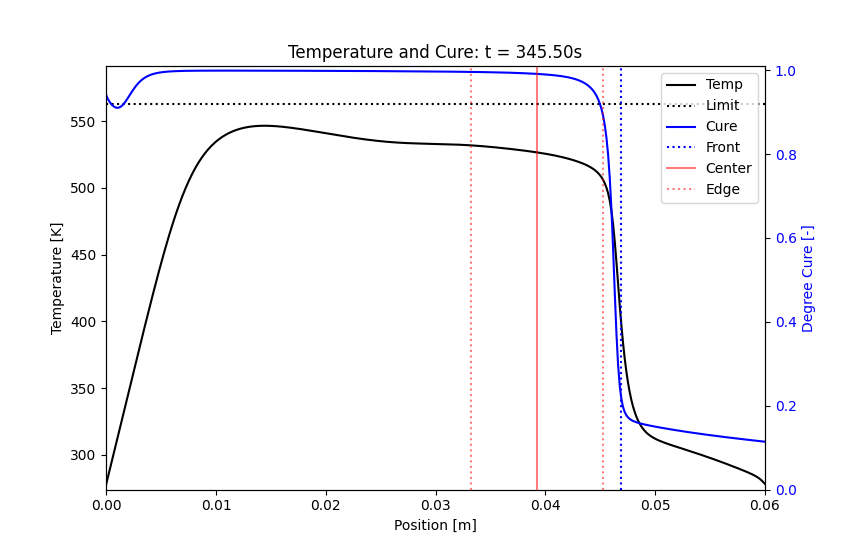 Temperature and Cure: t = 345.50s
Temp
Limit
Cure
Front
Center
Edge
550
500
450
400
350
300
Temperature [K]
1.0
0.8
0.6
0.4
0.2
0.0
Degree Cure [-]
0.00 0.01 0.02 0.03 0.04 0.05 0.06
Position [m]